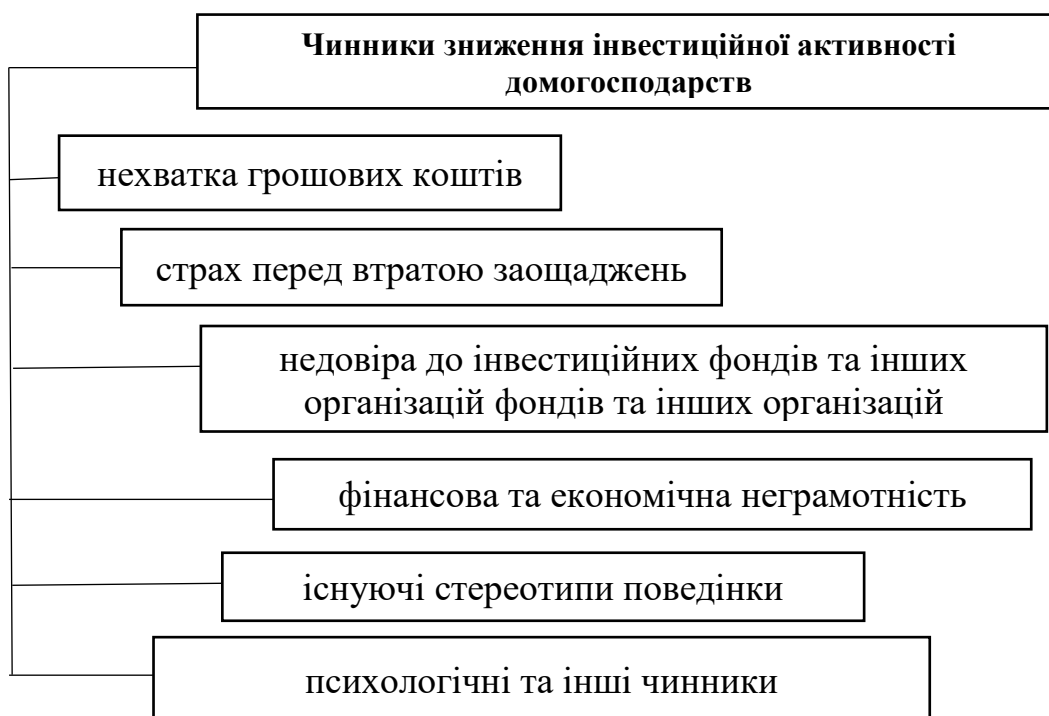 Чинники зниження інвестиційної активності
домогосподарств
нехватка грошових коштів
страх перед втратою заощаджень
недовіра до інвестиційних фондів та інших
організацій фондів та інших організацій
фінансова та економічна неграмотність
існуючі стереотипи поведінки
психологічні та інші чинники